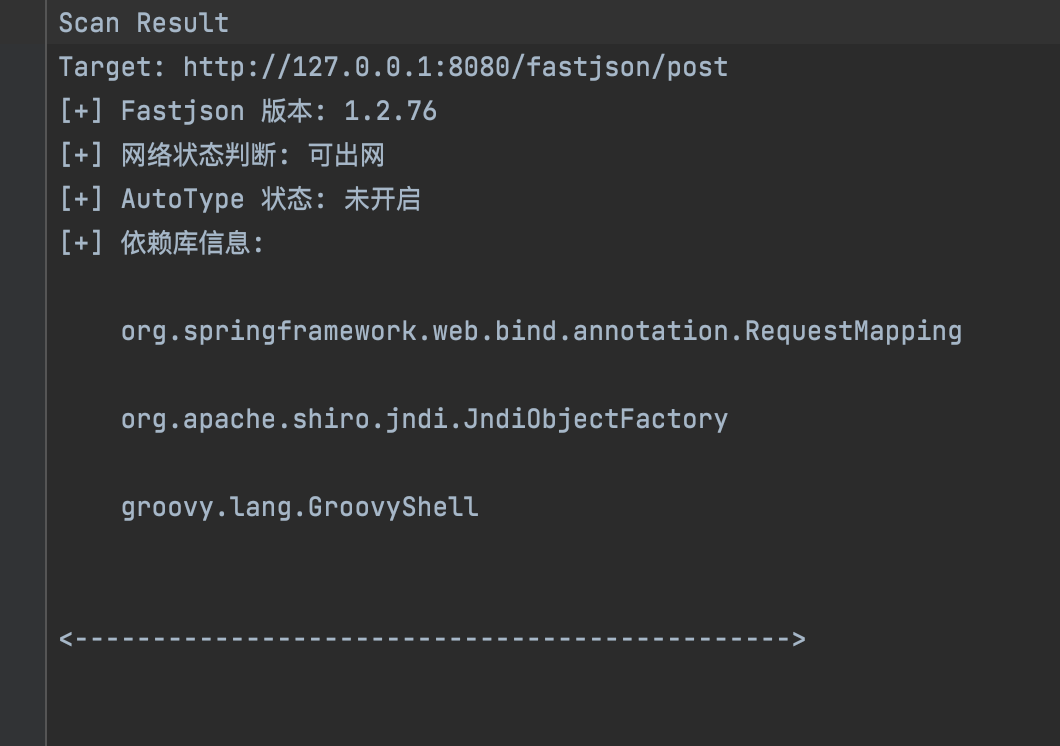 Scan Result
Target: http://127.0.0.1:8080/fastjson/post
[+] Fastjson 版本: 1.2.76
[+] 网络状态判断: 可出网
[+] AutoType 状态: 未开启
[+] 依赖库信息:
org.springframework.web.bind.annotation.RequestMapping
org.apache.shiro.jndi.JndiObjectFactory
groovy.lang.GroovyShell
<---------------------------------------------->